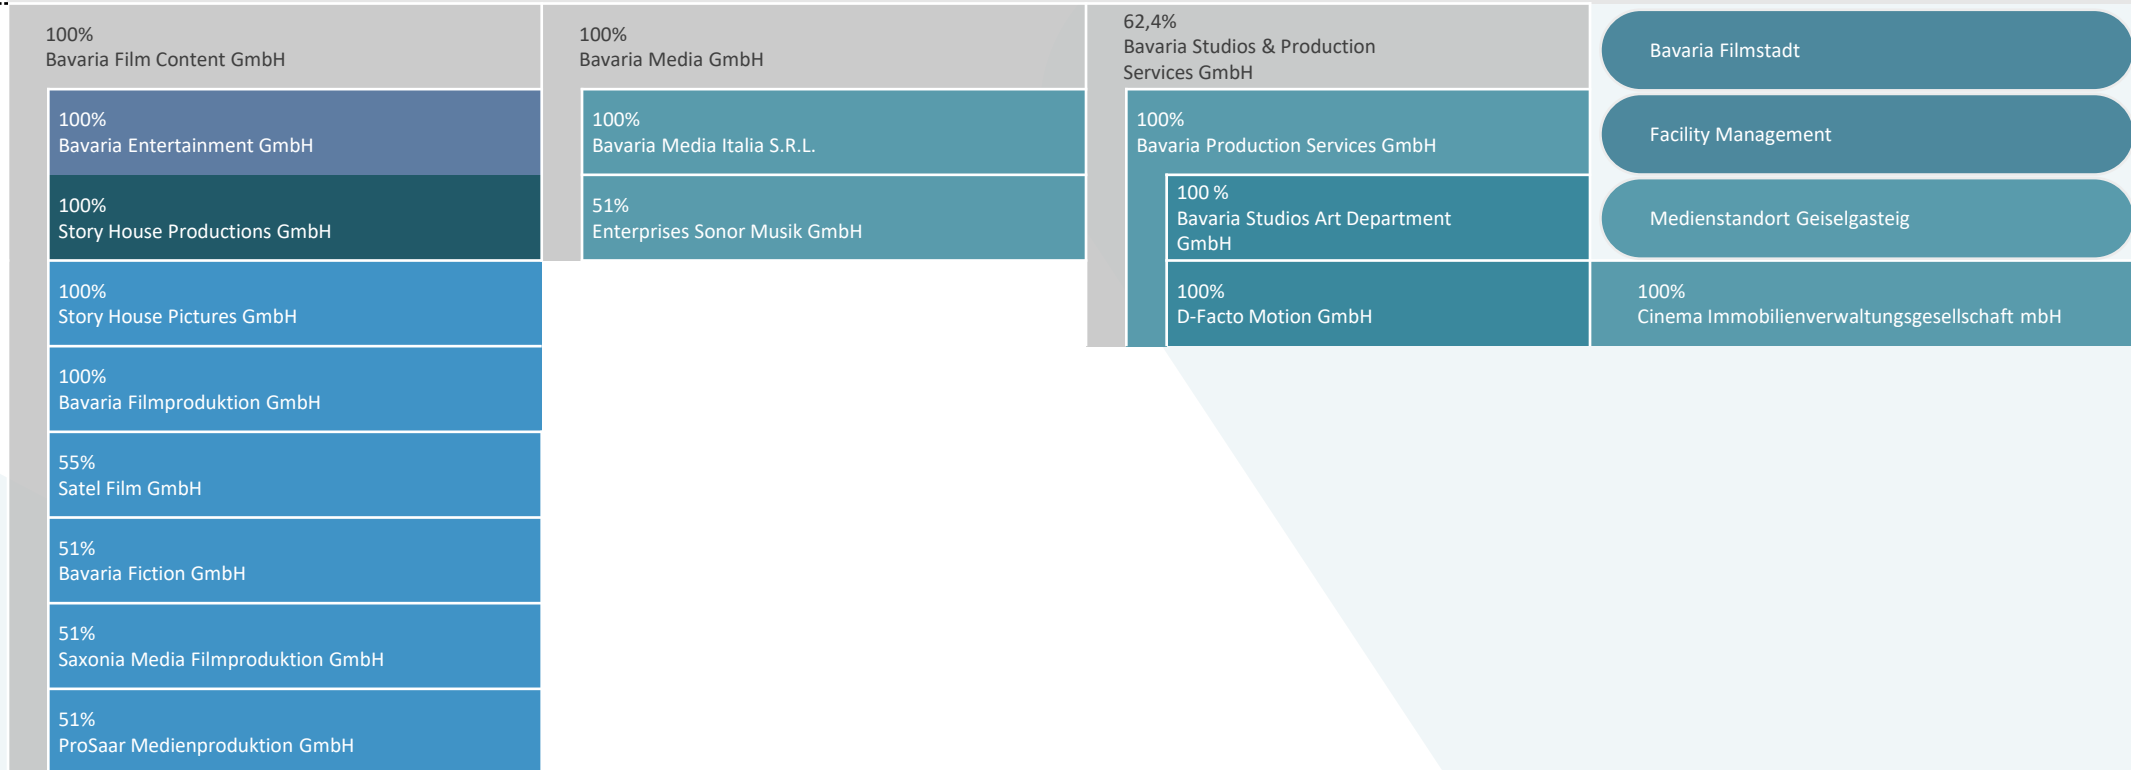 100%
Bavaria Film Content GmbH
100%
Bavaria Entertainment GmbH
100%
Story House Productions GmbH
100%
Story House Pictures GmbH
100%
Bavaria Filmproduktion GmbH
55%
Satel Film GmbH
51%
Bavaria Fiction GmbH
51%
Saxonia Media Filmproduktion GmbH
51%
ProSaar Medienproduktion GmbH
100%
Bavaria Media GmbH
100%
Bavaria Media Italia S.R.L.
51%
Enterprises Sonor Musik GmbH
62,4%
Bavaria Studios & Production
Services GmbH
100%
Bavaria Production Services GmbH
100 %
Bavaria Studios Art Department
GmbH
100%
D-Facto Motion GmbH
Bavaria Filmstadt
Facility Management
Medienstandort Geiselgasteig
100%
Cinema Immobilienverwaltungsgesellschaft mbH